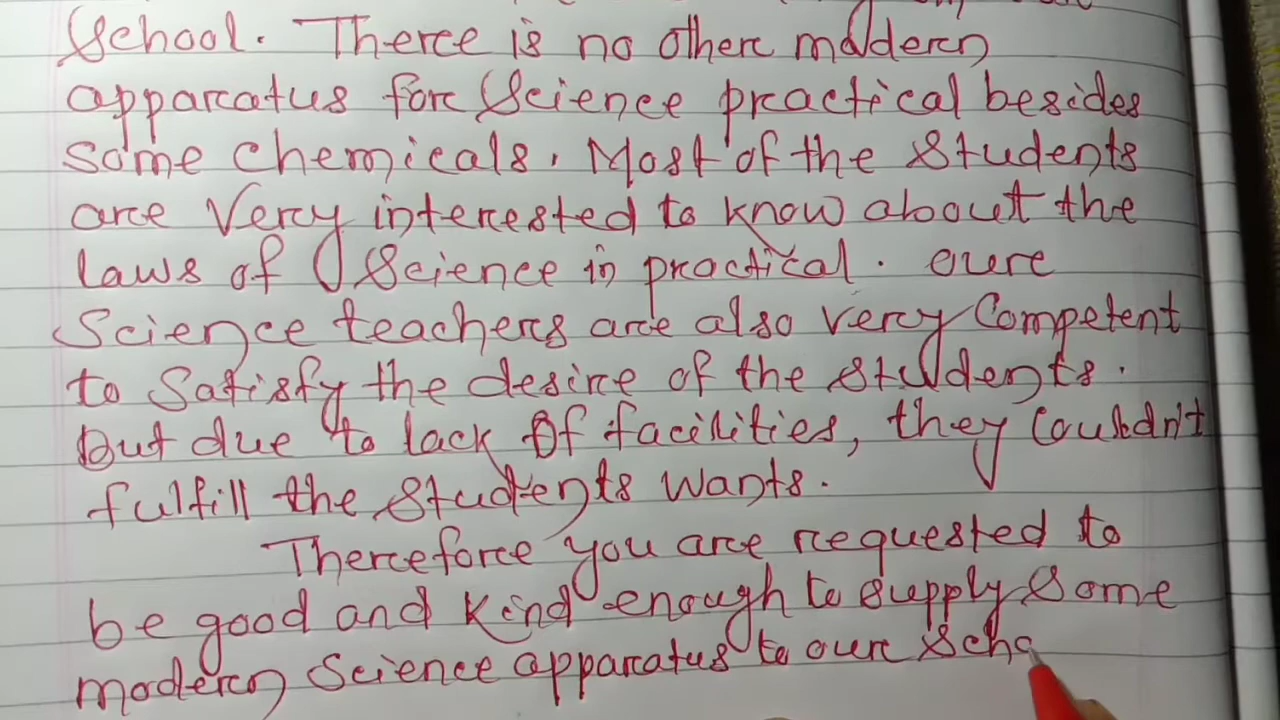 School. There is no other modern
apparatus for Science practical besides
some chemicals. Most of the students
are very interested to know about the
laws of Science in practical. our
Science teachers are also very Competent
to Satisfy the desire of the students.
But due to lack of facilities, they couldn't
fulfill the students wants.
Therefore you are requested to
be good and kind enough to supply some
modern Science apparatus to our scho